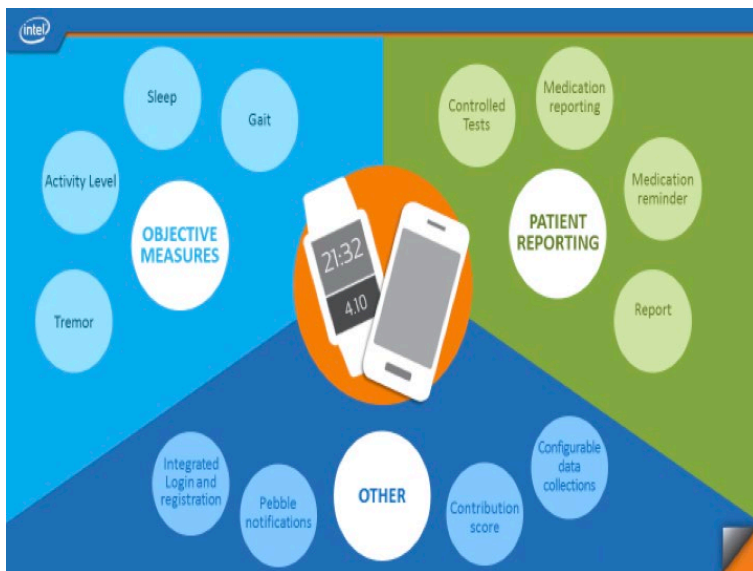 intel
Sleep
Gait
Activity Level
Tremor
OBJECTIVE
MEASURES
21:32
4.10
Controlled
Tests
Medication
reporting
Medication
reminder
Report
PATIENT
REPORTING
Integrated
Login and
registration
Pebble
notifications
OTHER
Contribution
score
Configurable
data
collections